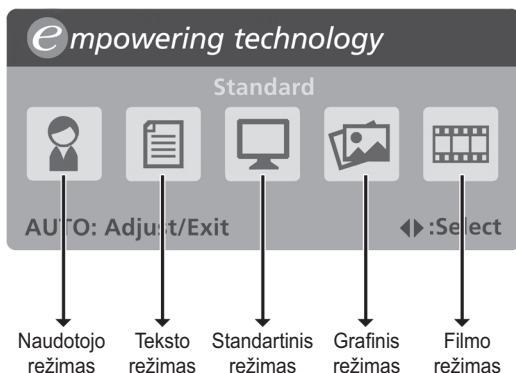 empowering technology
Standard
AUTO: Adjust/Exit
:Select
Naudotojo režimas
Teksto režimas
Standartinis režimas
Grafinis režimas
Filmo režimas